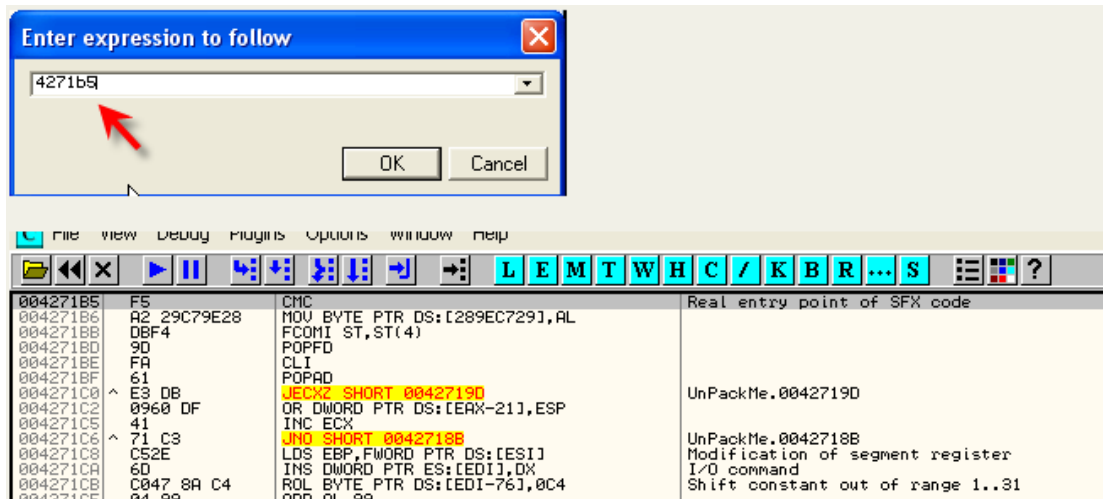 Enter expression to follow
4271b5
OK Cancel
C File View Debug Plugins Options Window Help
L E M T W H C / K B R ... S ?
004271B5 F5 CMC Real entry point of SFX code
004271B6 A2 29C79E28 MOV BYTE PTR DS:[289EC729],AL
004271BB DBF4 FCOMI ST,ST(4)
004271BD 9D POPFD
004271BE FA CLI
004271BF 61 POPAD
004271C0 ^ E3 DB JECXZ SHORT 0042719D UnPackMe.0042719D
004271C2 0960 DF OR DWORD PTR DS:[EAX-21],ESP
004271C5 41 INC ECX
004271C6 ^ 71 C3 JNO SHORT 0042718B UnPackMe.0042718B
004271C8 C52E LDS EBP,FWORD PTR DS:[ESI] Modification of segment register
004271CA 6D INS DWORD PTR ES:[EDI],DX I/O command
004271CB C047 8A C4 ROL BYTE PTR DS:[EDI-76],0C4 Shift constant out of range 1..31